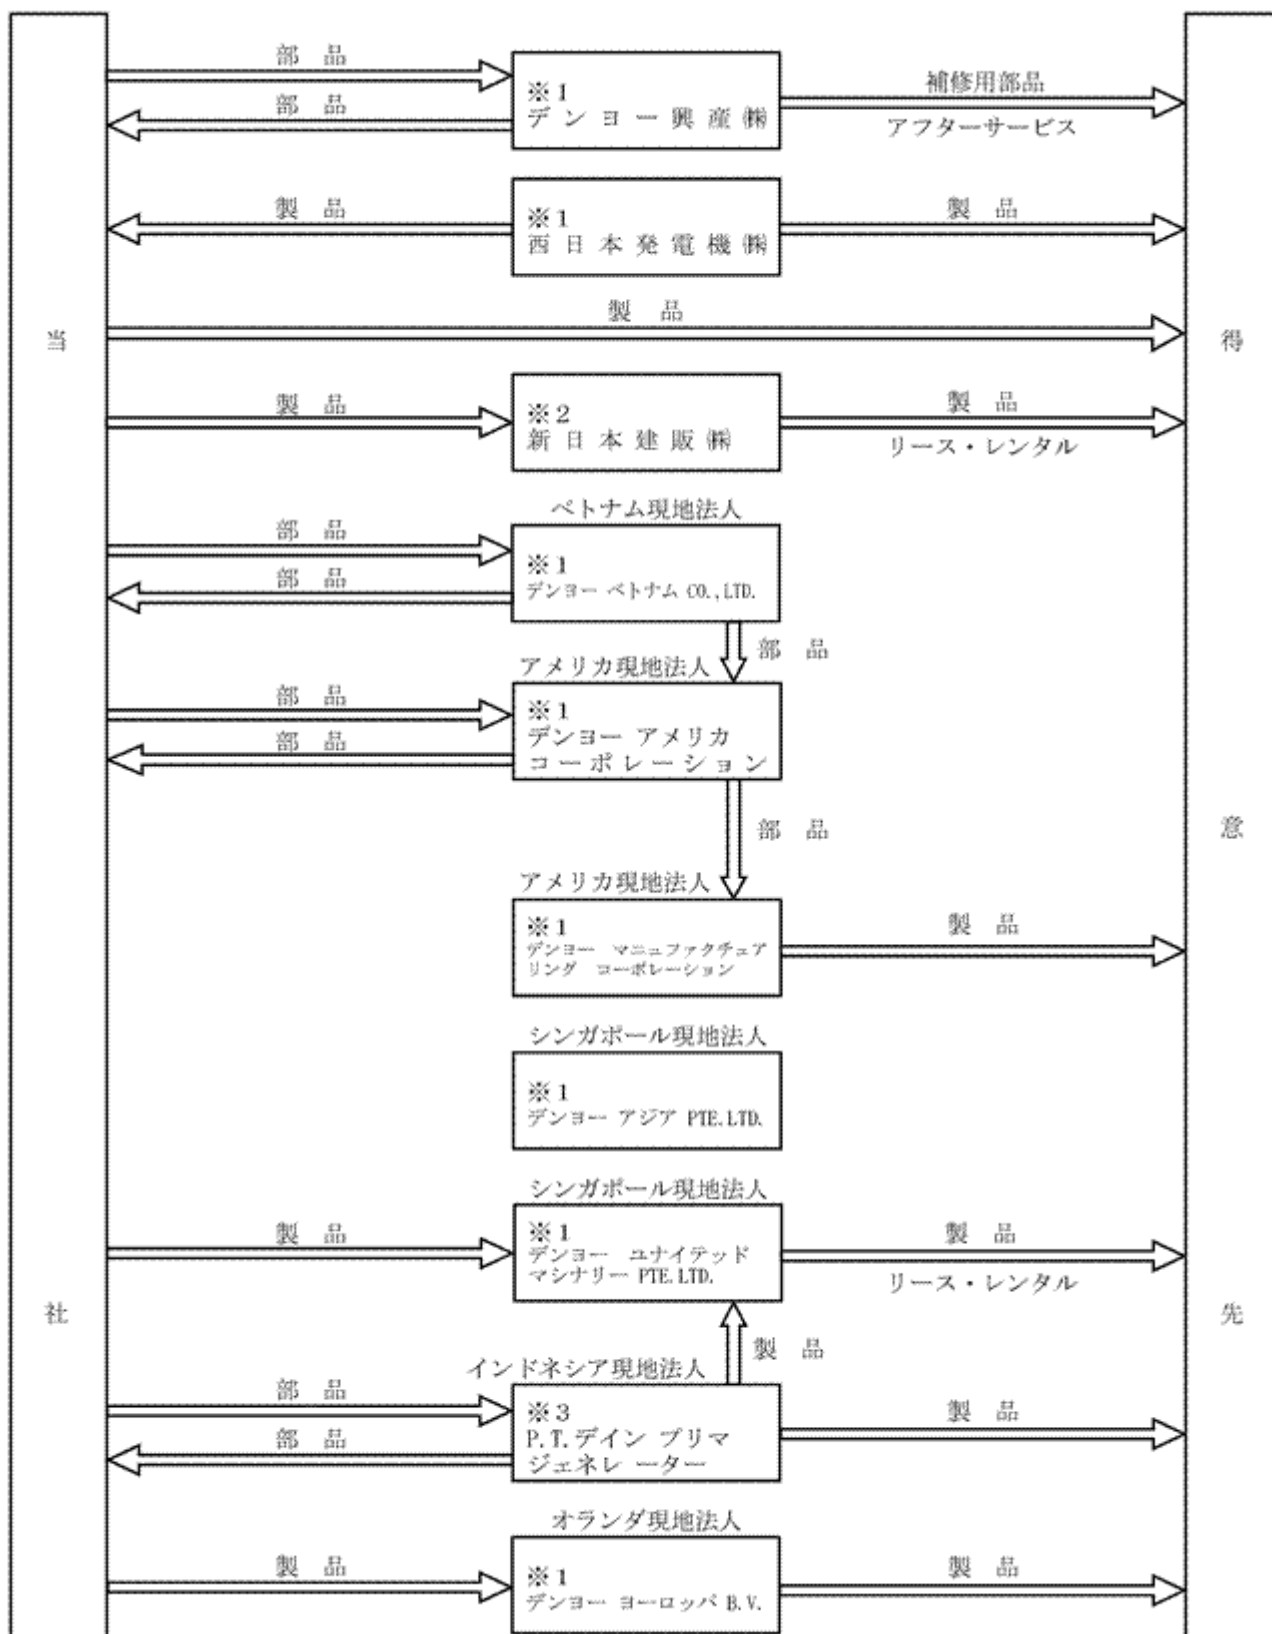 部 品
※1
デンヨー興産㈱
補修用部品
部 品
アフターサービス
製 品
※1
西日本発電機㈱
製 品
製 品
当
得
製 品
※2
新日本建販㈱
製 品
リース・レンタル
ベトナム現地法人
部 品
※1
デンヨー ベトナム CO.,LTD.
部 品
部 品
アメリカ現地法人
部 品
※1
デンヨー アメリカ
コーポレーション
部 品
部 品
意
アメリカ現地法人
※1
デンヨー マニュファクチュア
リング コーポレーション
製 品
シンガポール現地法人
※1
デンヨー アジア PTE.LTD.
シンガポール現地法人
製 品
※1
デンヨー ユナイテッド
マシナリー PTE.LTD.
製 品
リース・レンタル
社
先
製 品
インドネシア現地法人
部 品
※3
P.T.デイン プリマ
ジェネレーター
製 品
部 品
オランダ現地法人
製 品
※1
デンヨー ヨーロッパ B.V.
製 品